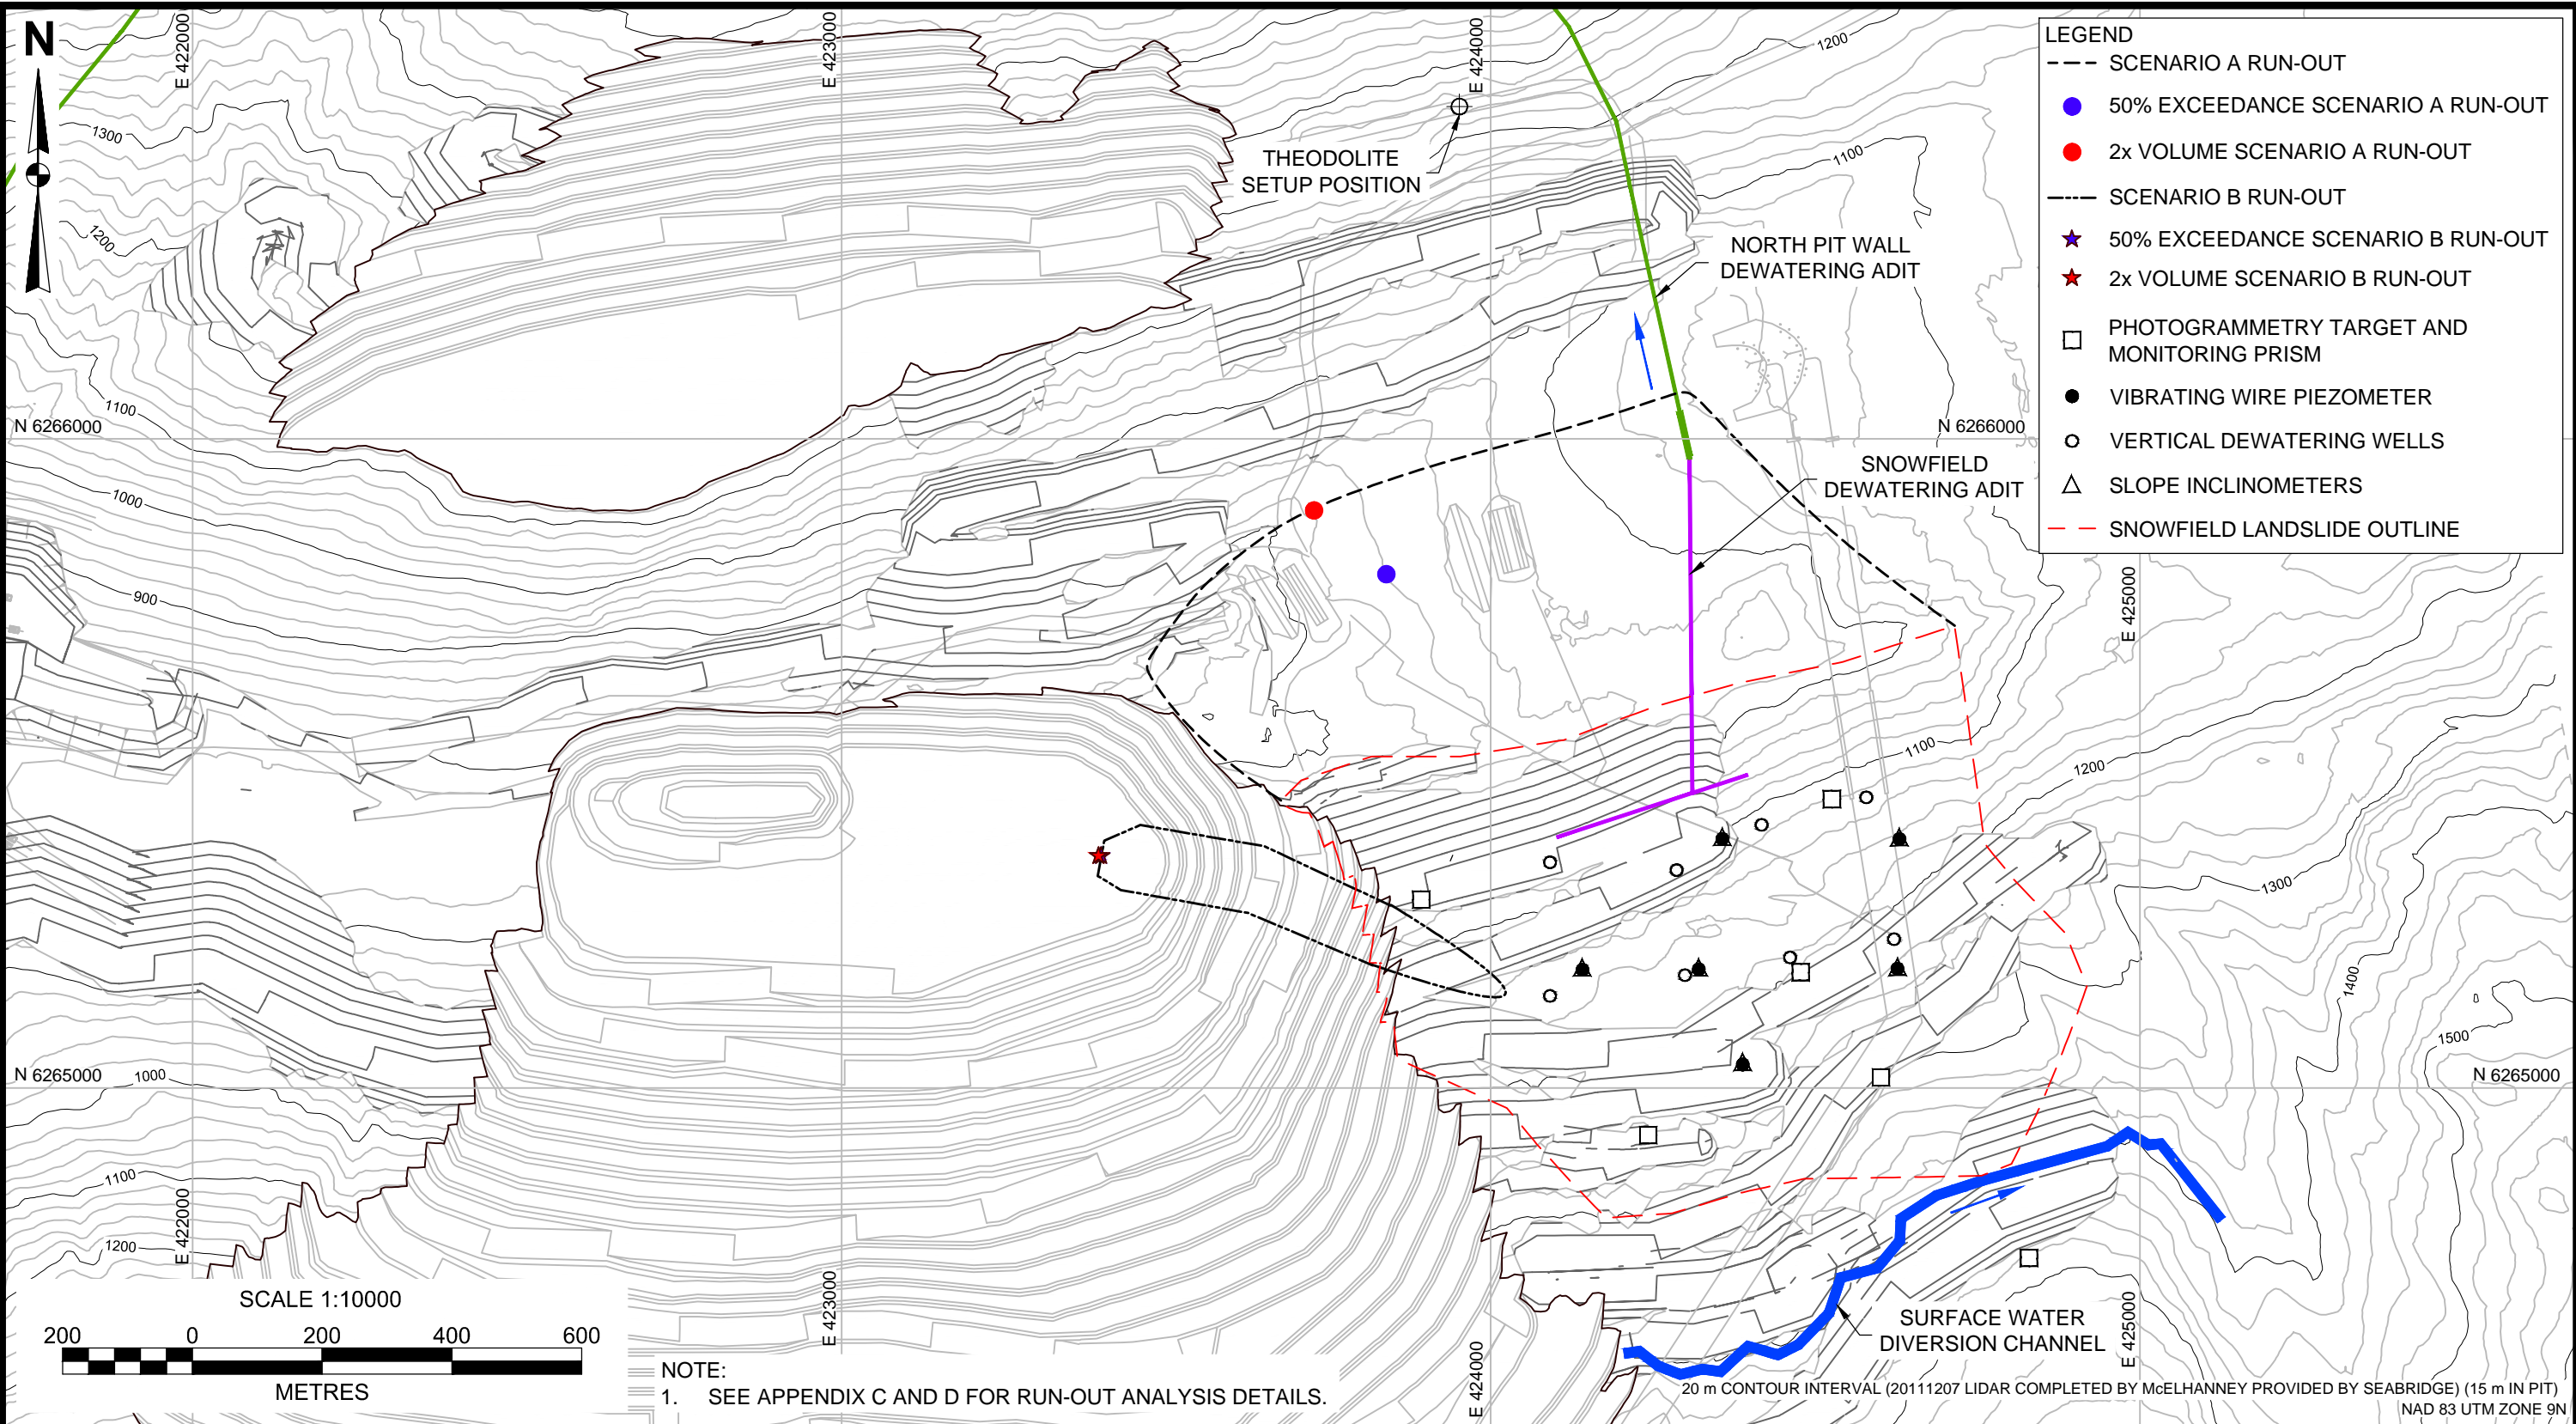 N
E 422000
E 423000
E 424000
1200
1300
1200
1100
THEODOLITE
SETUP POSITION
NORTH PIT WALL
DEWATERING ADIT
LEGEND
SCENARIO A RUN-OUT
50% EXCEEDANCE SCENARIO A RUN-OUT
2x VOLUME SCENARIO A RUN-OUT
SCENARIO B RUN-OUT
50% EXCEEDANCE SCENARIO B RUN-OUT
2x VOLUME SCENARIO B RUN-OUT
PHOTOGRAMMETRY TARGET AND
MONITORING PRISM
VIBRATING WIRE PIEZOMETER
VERTICAL DEWATERING WELLS
SLOPE INCLINOMETERS
SNOWFIELD LANDSLIDE OUTLINE
1100
N 6266000
N 6266000
SNOWFIELD
DEWATERING ADIT
1000
900
E 425000
1100
1200
1300
1400
1500
N 6265000
1000
N 6265000
1100
E 422000
1200
E 423000
E 424000
E 425000
SURFACE WATER
DIVERSION CHANNEL
SCALE 1:10000
200 0 200 400 600
METRES
NOTE:
1. SEE APPENDIX C AND D FOR RUN-OUT ANALYSIS DETAILS.
20 m CONTOUR INTERVAL (20111207 LIDAR COMPLETED BY McELHANNEY PROVIDED BY SEABRIDGE) (15 m IN PIT)
NAD 83 UTM ZONE 9N